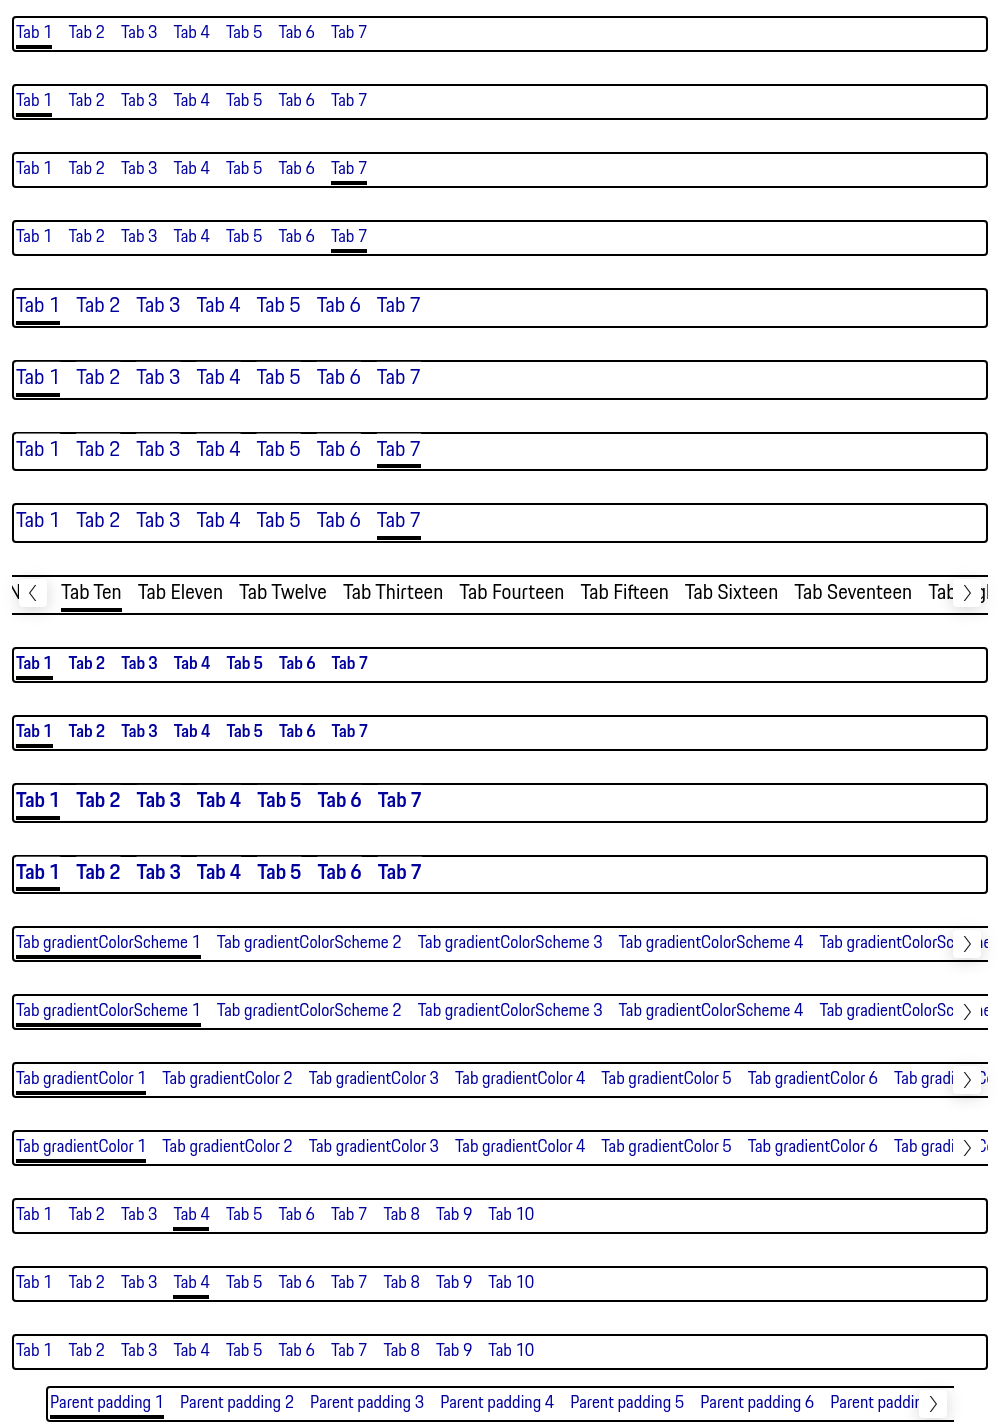 Tab 1 Tab 2 Tab 3 Tab 4 Tab 5 Tab 6 Tab 7
Tab 1 Tab 2 Tab 3 Tab 4 Tab 5 Tab 6 Tab 7
Tab 1 Tab 2 Tab 3 Tab 4 Tab 5 Tab 6 Tab 7
Tab 1 Tab 2 Tab 3 Tab 4 Tab 5 Tab 6 Tab 7
Tab 1 Tab 2 Tab 3 Tab 4 Tab 5 Tab 6 Tab 7
Tab 1 Tab 2 Tab 3 Tab 4 Tab 5 Tab 6 Tab 7
Tab 1 Tab 2 Tab 3 Tab 4 Tab 5 Tab 6 Tab 7
Tab 1 Tab 2 Tab 3 Tab 4 Tab 5 Tab 6 Tab 7
Tab Ten Tab Eleven Tab Twelve Tab Thirteen Tab Fourteen Tab Fifteen Tab Sixteen Tab Seventeen Tab
Tab 1 Tab 2 Tab 3 Tab 4 Tab 5 Tab 6 Tab 7
Tab 1 Tab 2 Tab 3 Tab 4 Tab 5 Tab 6 Tab 7
Tab 1 Tab 2 Tab 3 Tab 4 Tab 5 Tab 6 Tab 7
Tab 1 Tab 2 Tab 3 Tab 4 Tab 5 Tab 6 Tab 7
Tab gradientColorScheme 1 Tab gradientColorScheme 2 Tab gradientColorScheme 3 Tab gradientColorScheme 4 Tab gradientColorSc
Tab gradientColorScheme 1 Tab gradientColorScheme 2 Tab gradientColorScheme 3 Tab gradientColorScheme 4 Tab gradientColorSc
Tab gradientColor 1 Tab gradientColor 2 Tab gradientColor 3 Tab gradientColor 4 Tab gradientColor 5 Tab gradientColor 6 Tab gradi
Tab gradientColor 1 Tab gradientColor 2 Tab gradientColor 3 Tab gradientColor 4 Tab gradientColor 5 Tab gradientColor 6 Tab gradi
Tab 1 Tab 2 Tab 3 Tab 4 Tab 5 Tab 6 Tab 7 Tab 8 Tab 9 Tab 10
Tab 1 Tab 2 Tab 3 Tab 4 Tab 5 Tab 6 Tab 7 Tab 8 Tab 9 Tab 10
Tab 1 Tab 2 Tab 3 Tab 4 Tab 5 Tab 6 Tab 7 Tab 8 Tab 9 Tab 10
Parent padding 1 Parent padding 2 Parent padding 3 Parent padding 4 Parent padding 5 Parent padding 6 Parent paddin